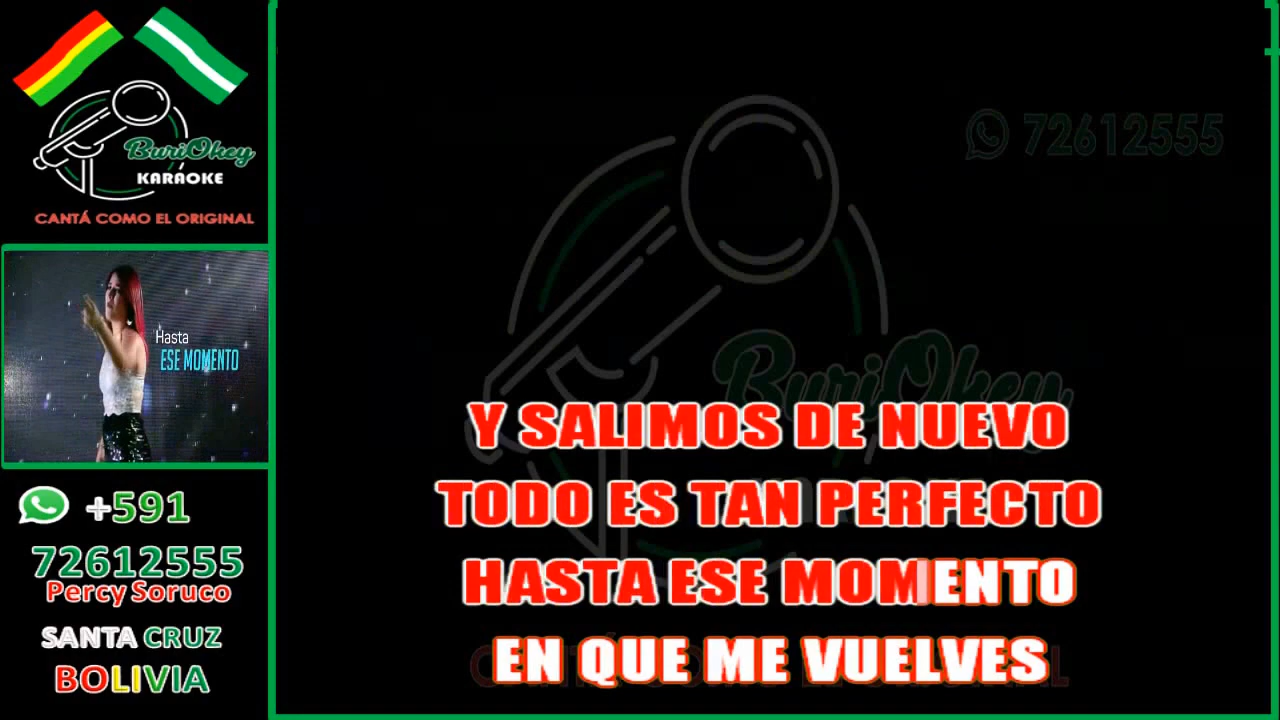 BuriOkey
KARAOKE
CANTÁ COMO EL ORIGINAL
Hasta
ESE MOMENTO
+591
72612555
Percy Soruco
SANTA CRUZ
BOLIVIA
72612555
BuriOkey
Y SALIMOS DE NUEVO
TODO ES TAN PERFECTO
HASTA ESE MOMENTO
EN QUE ME VUELVES